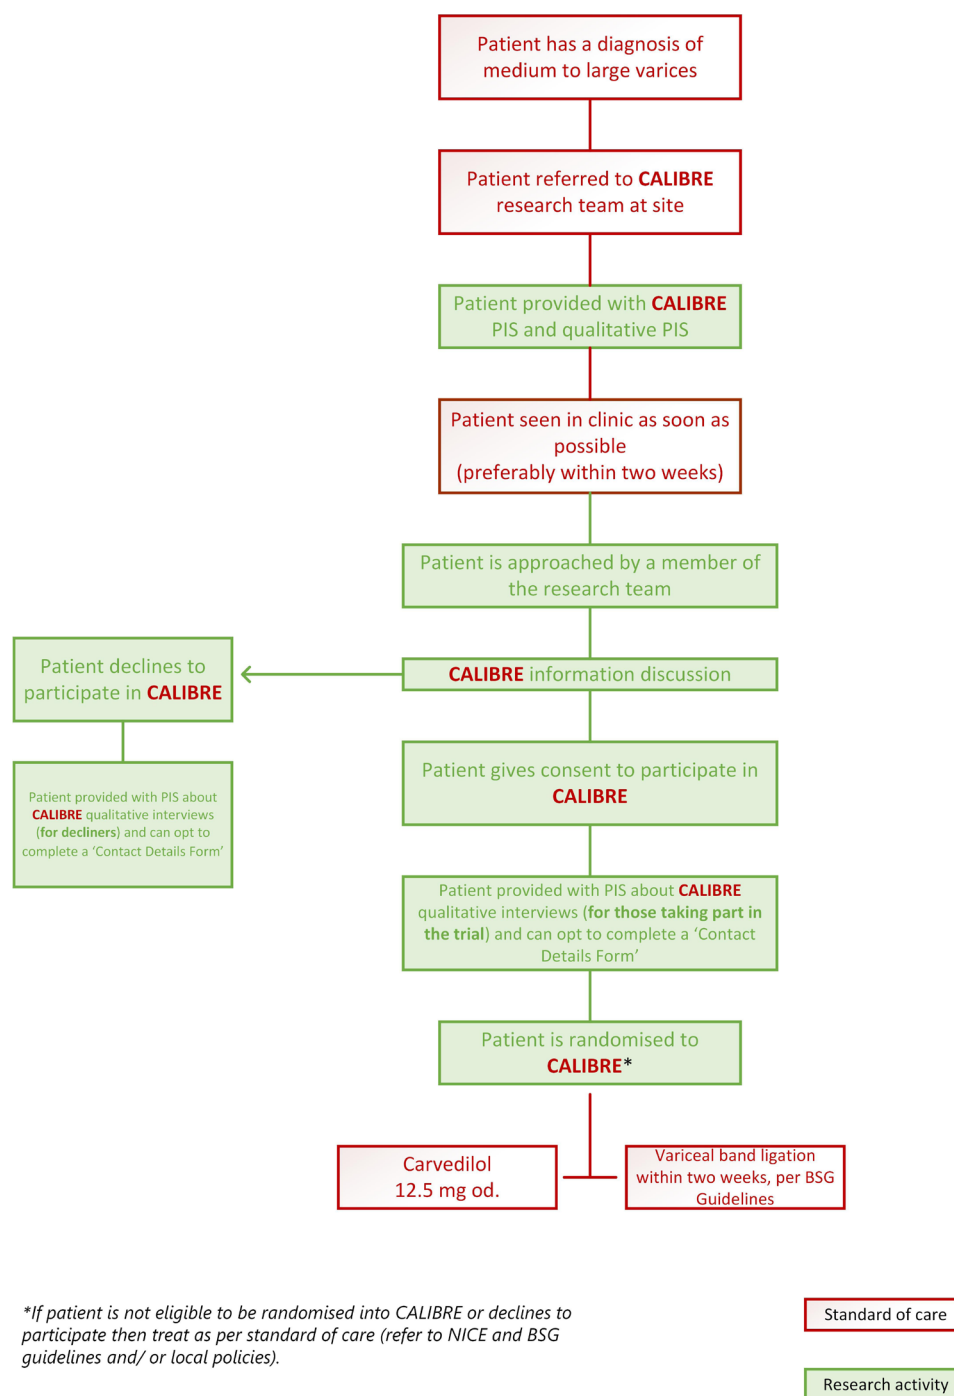 Patient has a diagnosis of
medium to large varices
Patient referred to CALIBRE
research team at site
Patient provided with CALIBRE
PIS and qualitative PIS
Patient seen in clinic as soon as
possible
(preferably within two weeks)
Patient is approached by a member of
the research team
CALIBRE information discussion
Patient declines to
participate in CALIBRE
Patient provided with PIS about
CALIBRE qualitative interviews
(for decliners) and can opt to
complete a ‘Contact Details Form’
Patient gives consent to participate in
CALIBRE
Patient provided with PIS about CALIBRE
qualitative interviews (for those taking part in
the trial) and can opt to complete a ‘Contact
Details Form’
Patient is randomised to
CALIBRE*
Carvedilol
12.5 mg od.
Variceal band ligation
within two weeks, per BSG
Guidelines
*If patient is not eligible to be randomised into CALIBRE or declines to
participate then treat as per standard of care (refer to NICE and BSG
guidelines and/ or local policies).
Standard of care
Research activity